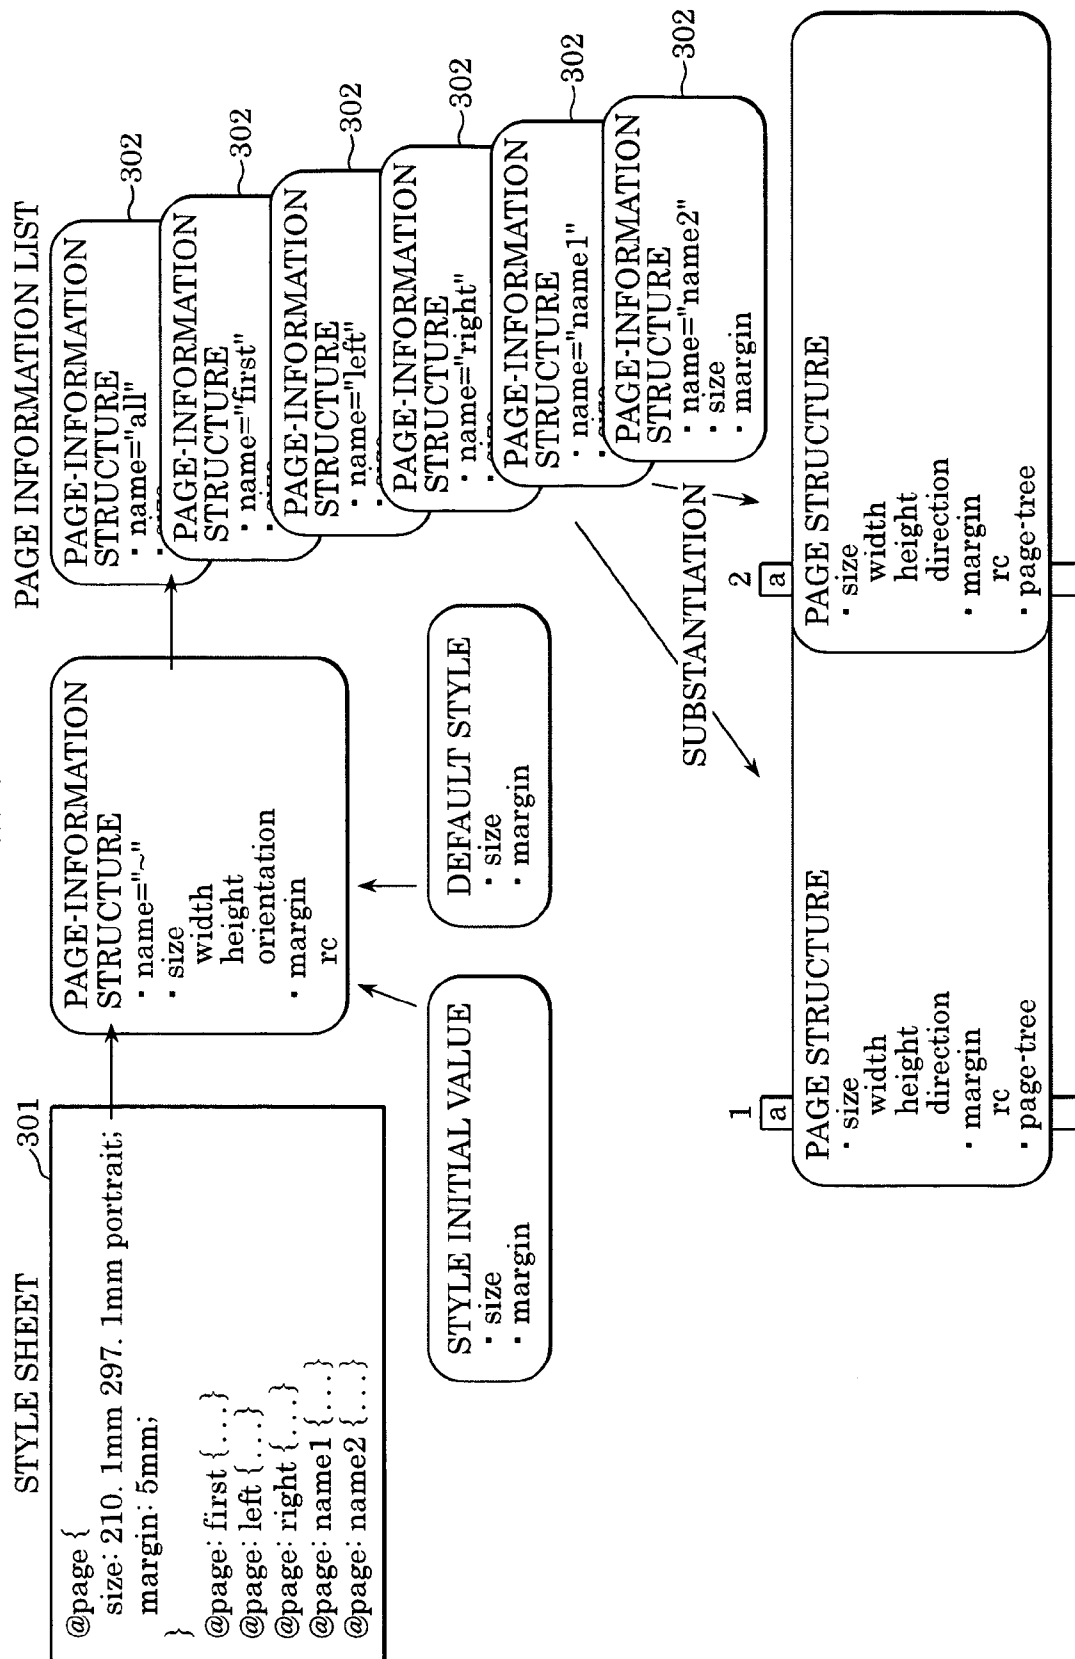 STYLE SHEET
301
@page {
size: 210. 1mm 297. 1mm portrait;
margin: 5mm;
}
@page: first {....}
@page: left {....}
@page: right {....}
@page: name1 {....}
@page: name2 {....}
PAGE-INFORMATION
STRUCTURE
・name="~"
・size
width
height
orientation
・margin
rc
STYLE INITIAL VALUE
・size
・margin
DEFAULT STYLE
・size
・margin
PAGE INFORMATION LIST
PAGE-INFORMATION
STRUCTURE
・name="all"
302
PAGE-INFORMATION
STRUCTURE
・name="first"
302
PAGE-INFORMATION
STRUCTURE
・name="left"
302
PAGE-INFORMATION
STRUCTURE
・name="right"
302
PAGE-INFORMATION
STRUCTURE
・name="name1"
302
PAGE-INFORMATION
STRUCTURE
・name="name2"
・size
・margin
302
SUBSTANTIATION
1
a
PAGE STRUCTURE
・size
width
height
direction
・margin
rc
・page-tree
2
a
PAGE STRUCTURE
・size
width
height
direction
・margin
rc
・page-tree